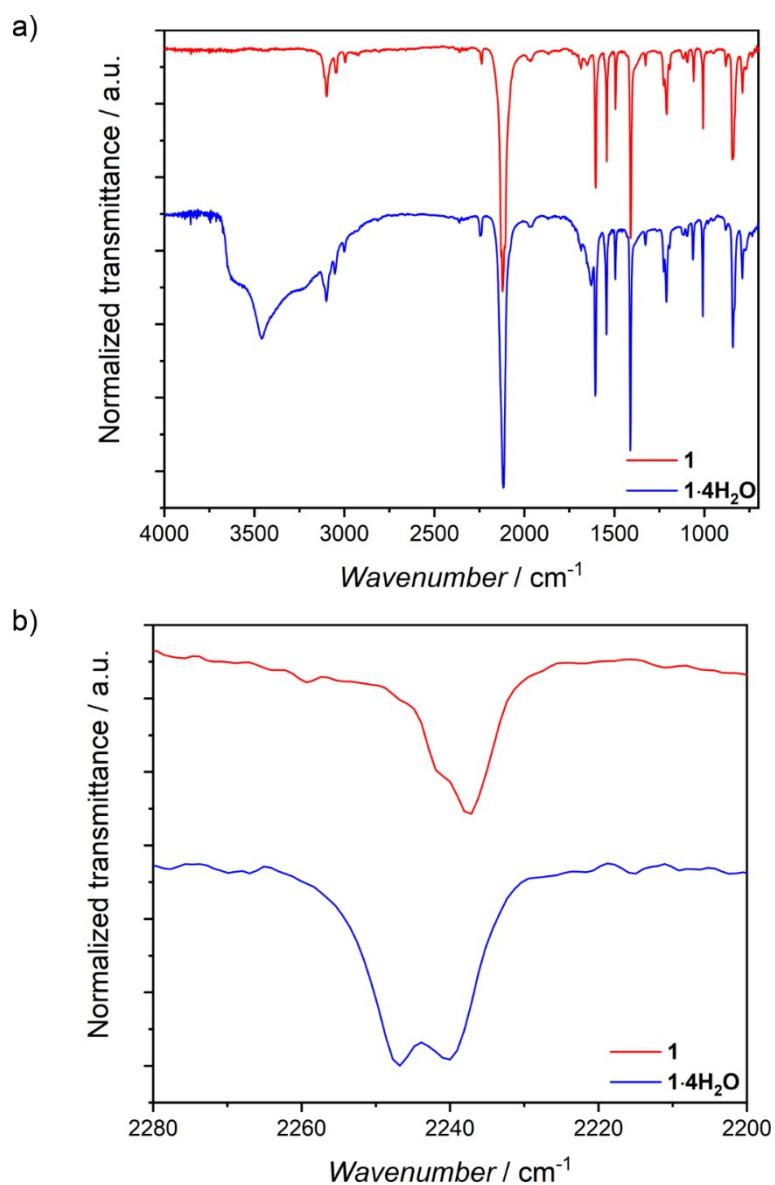 a)
Normalized transmittance / a.u.
1
1·4H₂O
4000 3500 3000 2500 2000 1500 1000
Wavenumber / cm⁻¹
b)
Normalized transmittance / a.u.
1
1·4H₂O
2280 2260 2240 2220 2200
Wavenumber / cm⁻¹